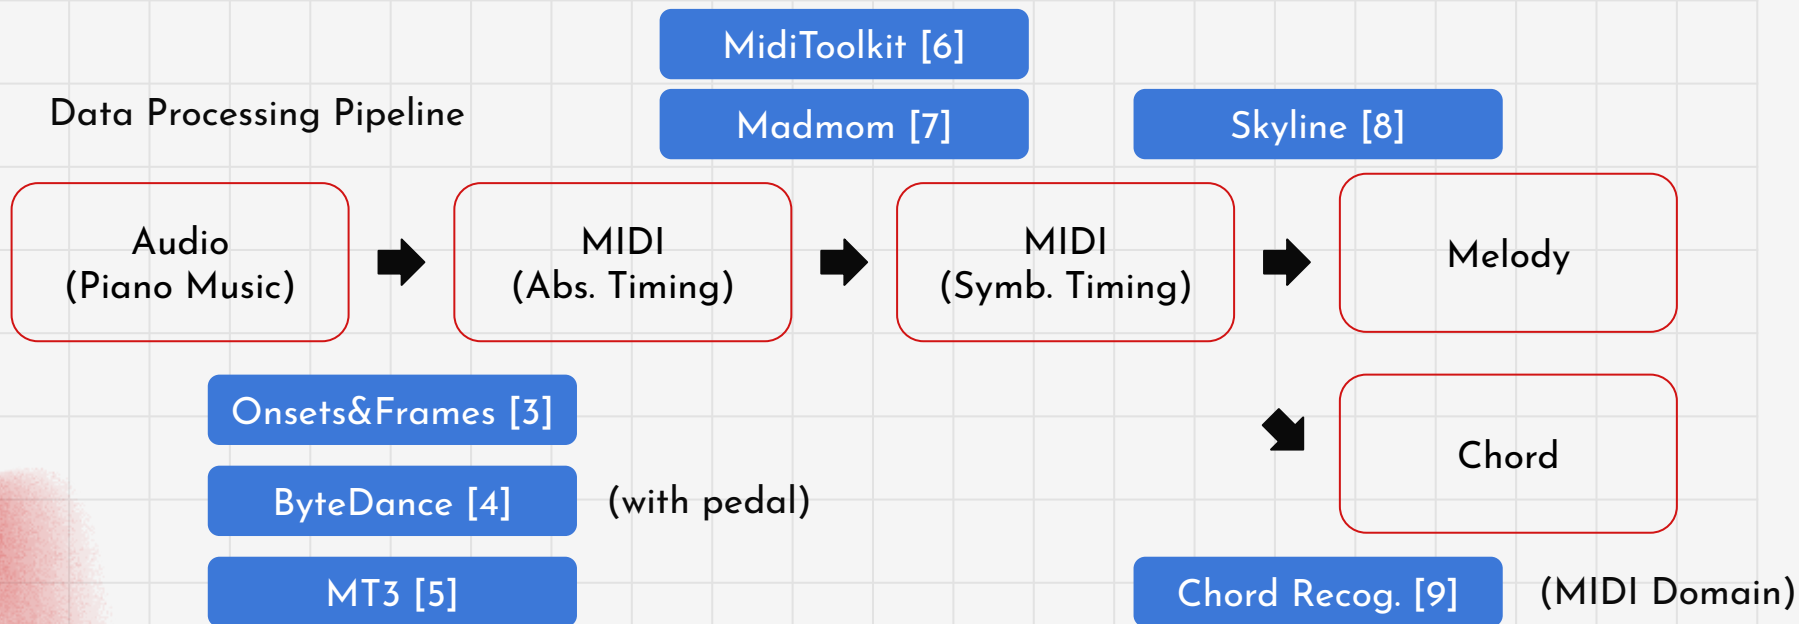 MidiToolkit [6]
Data Processing Pipeline
Madmom [7]
Skyline [8]
Audio
(Piano Music)
MIDI
(Abs. Timing)
MIDI
(Symb. Timing)
Melody
Onsets&Frames [3]
Chord
ByteDance [4]
(with pedal)
MT3 [5]
Chord Recog. [9]
(MIDI Domain)